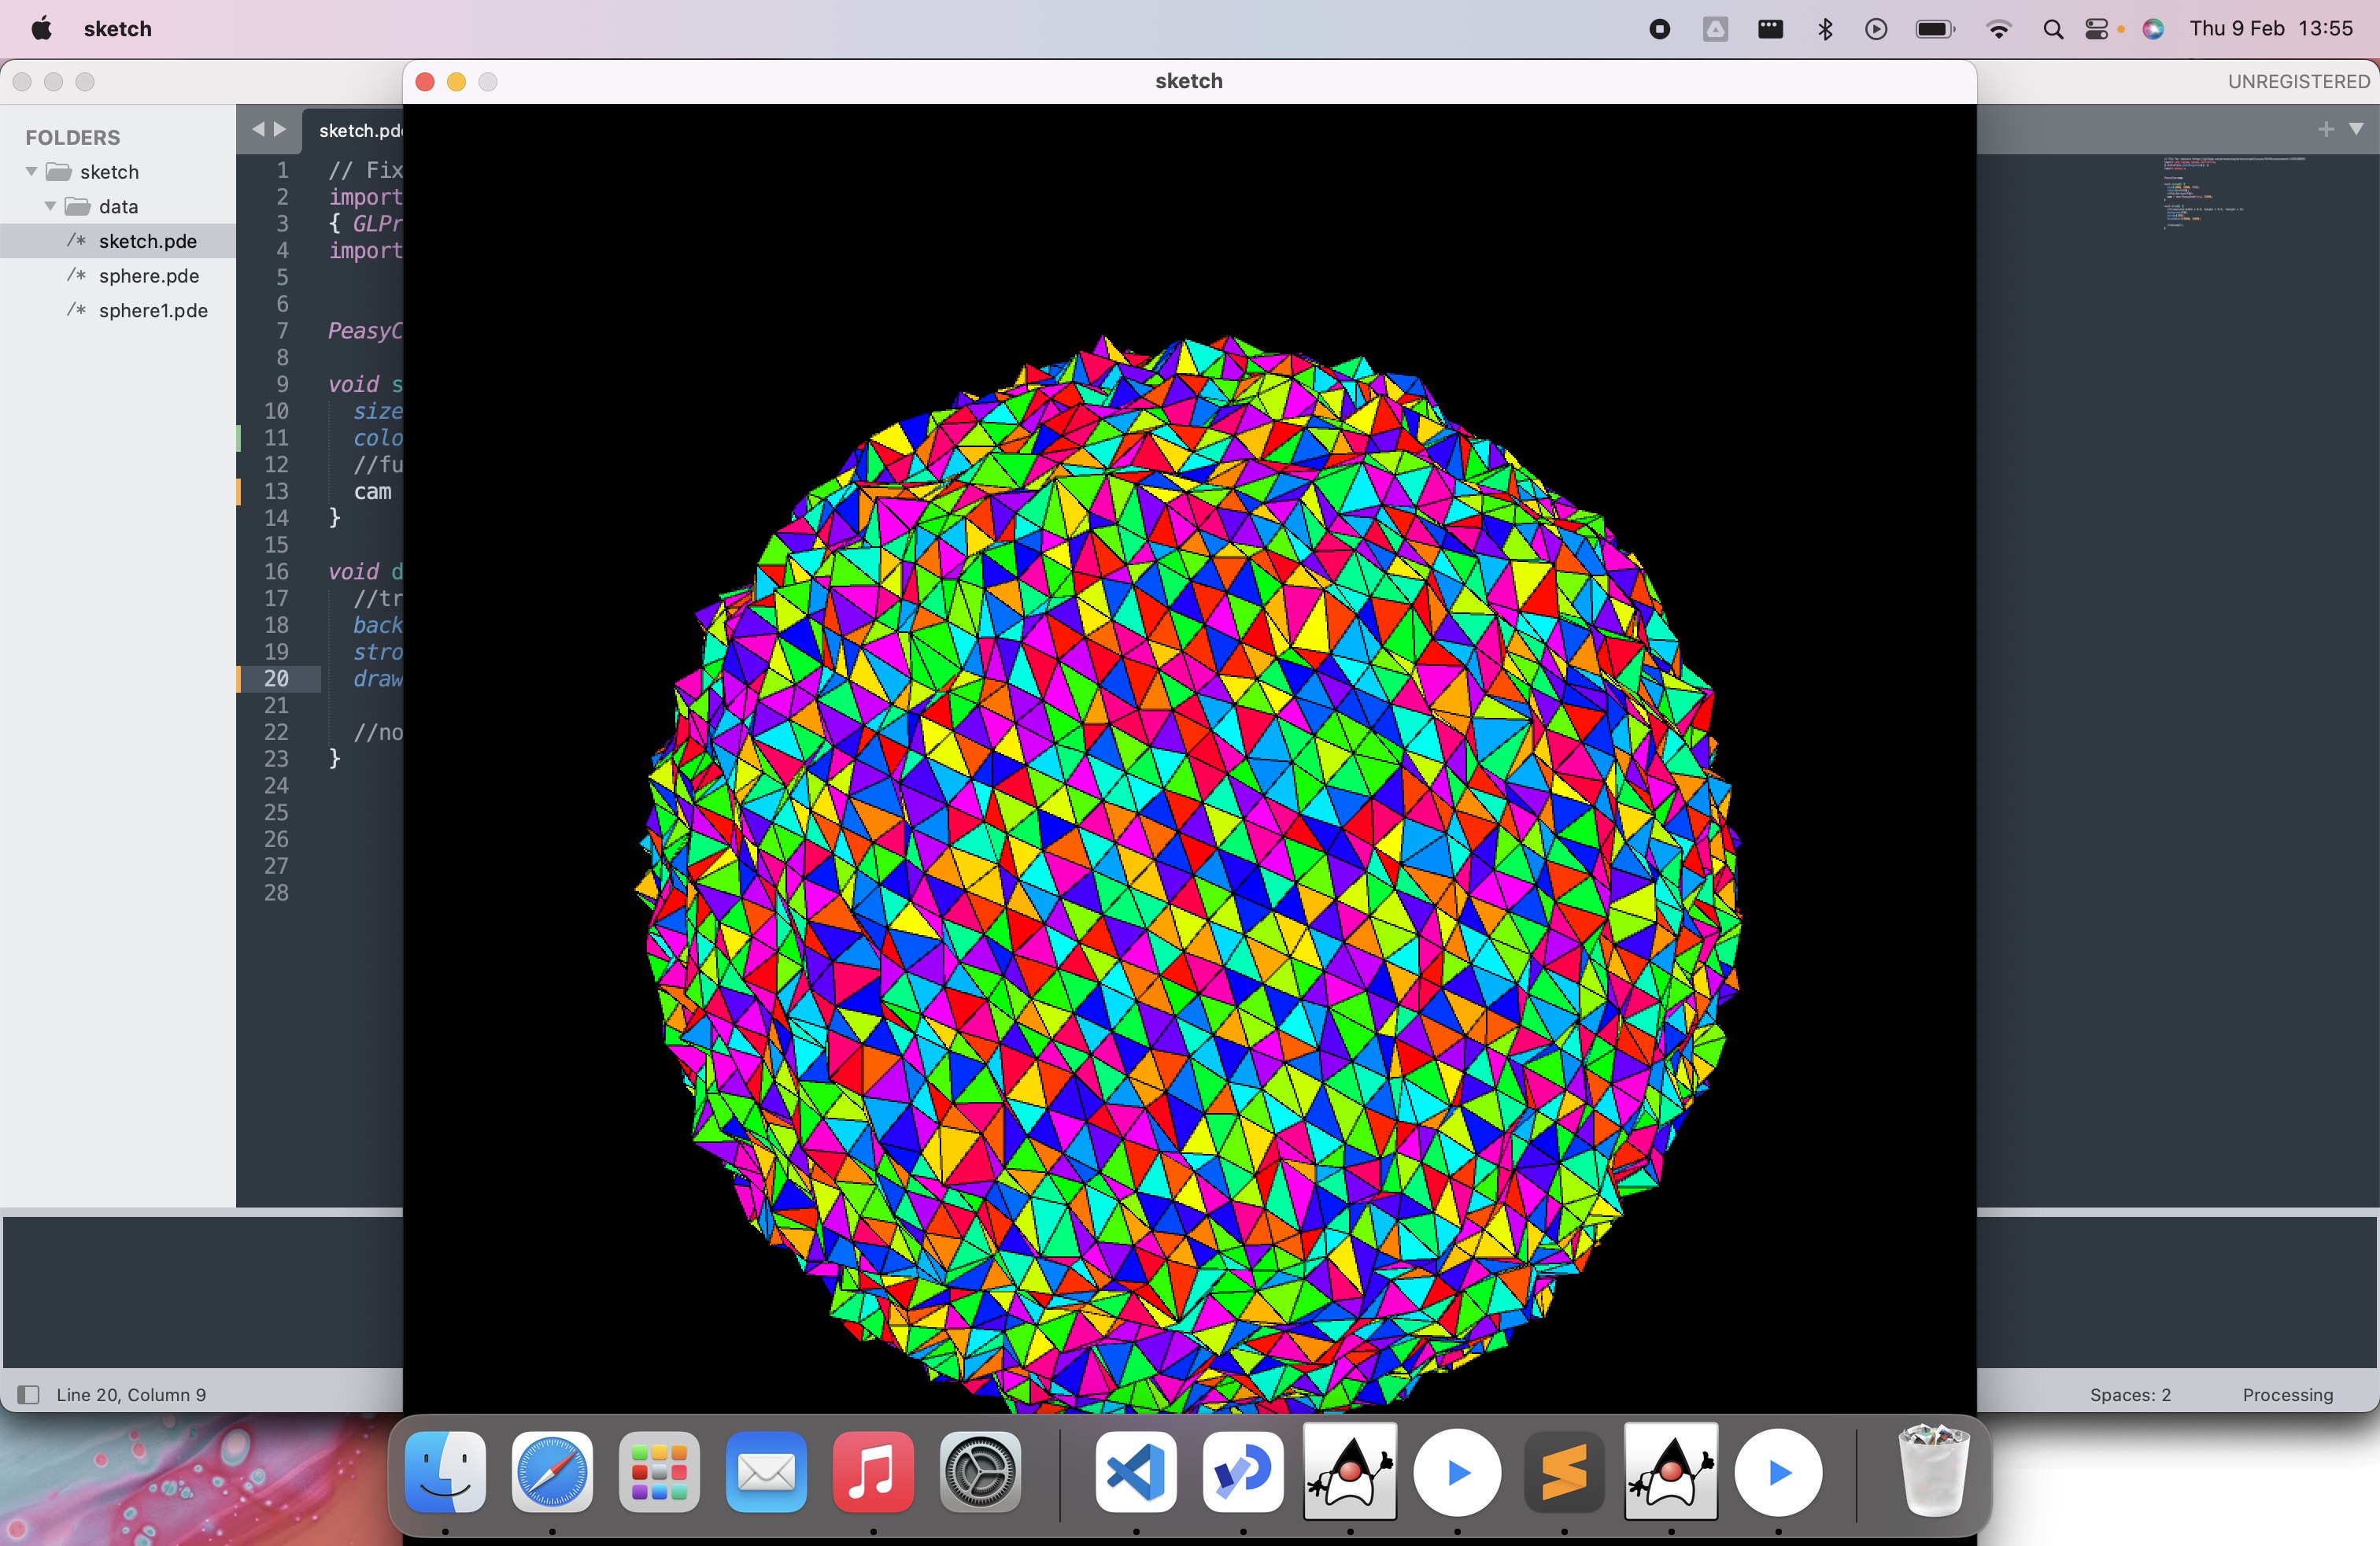 sketch
Thu 9 Feb 13:55
sketch
UNREGISTERED
FOLDERS
sketch
data
sketch.pde
sphere.pde
sphere1.pde
sketch.pd
1 // Fix
2 import
3 { GLPr
4 import
5
6
7 PeasyC
8
9 void s
10 size
11 colo
12 //fu
13 cam
14 }
15
16 void d
17 //tr
18 back
19 stro
20 draw
21
22 //no
23 }
24
25
26
27
28
Line 20, Column 9
Spaces: 2
Processing